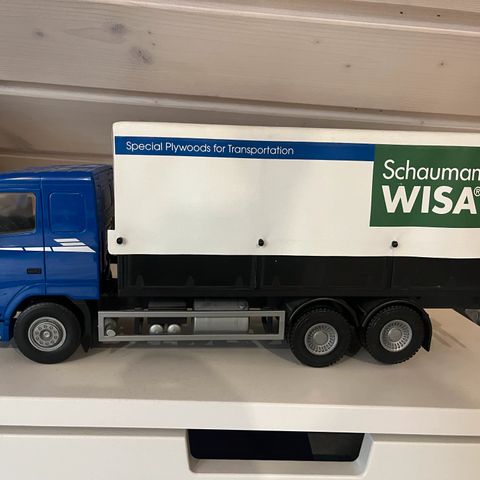 Special Plywoods for Transportation
Schauman
WISA®